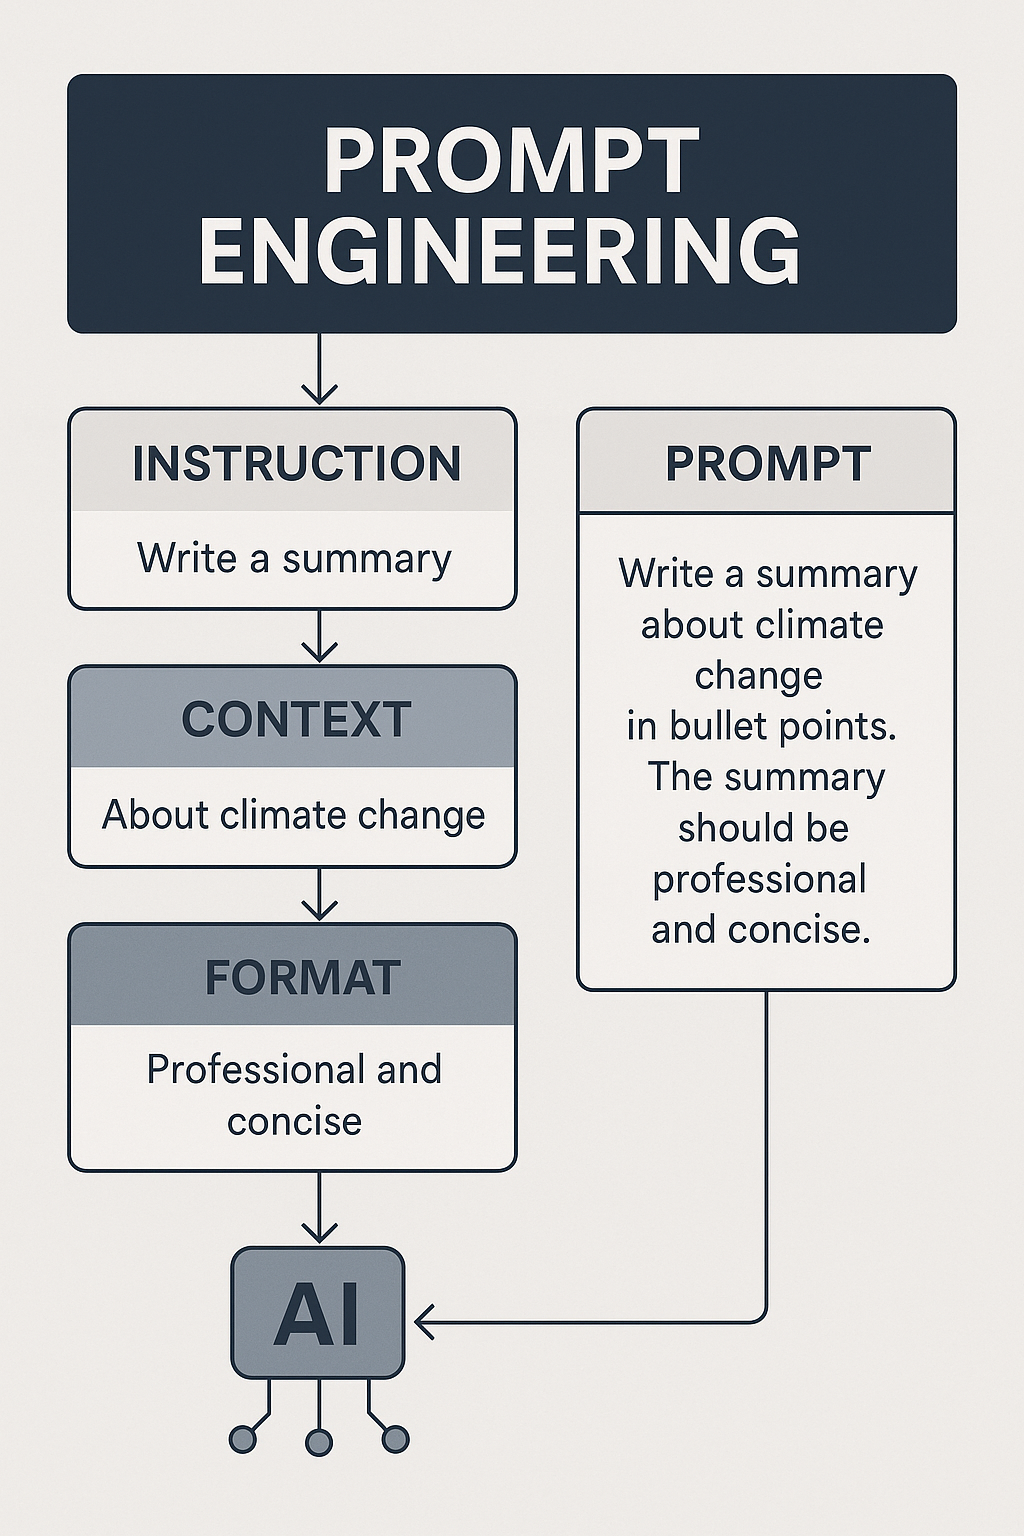 PROMPT
ENGINEERING
INSTRUCTION
Write a summary
CONTEXT
About climate change
FORMAT
Professional and
concise
AI
PROMPT
Write a summary
about climate
change
in bullet points.
The summary
should be
professional
and concise.